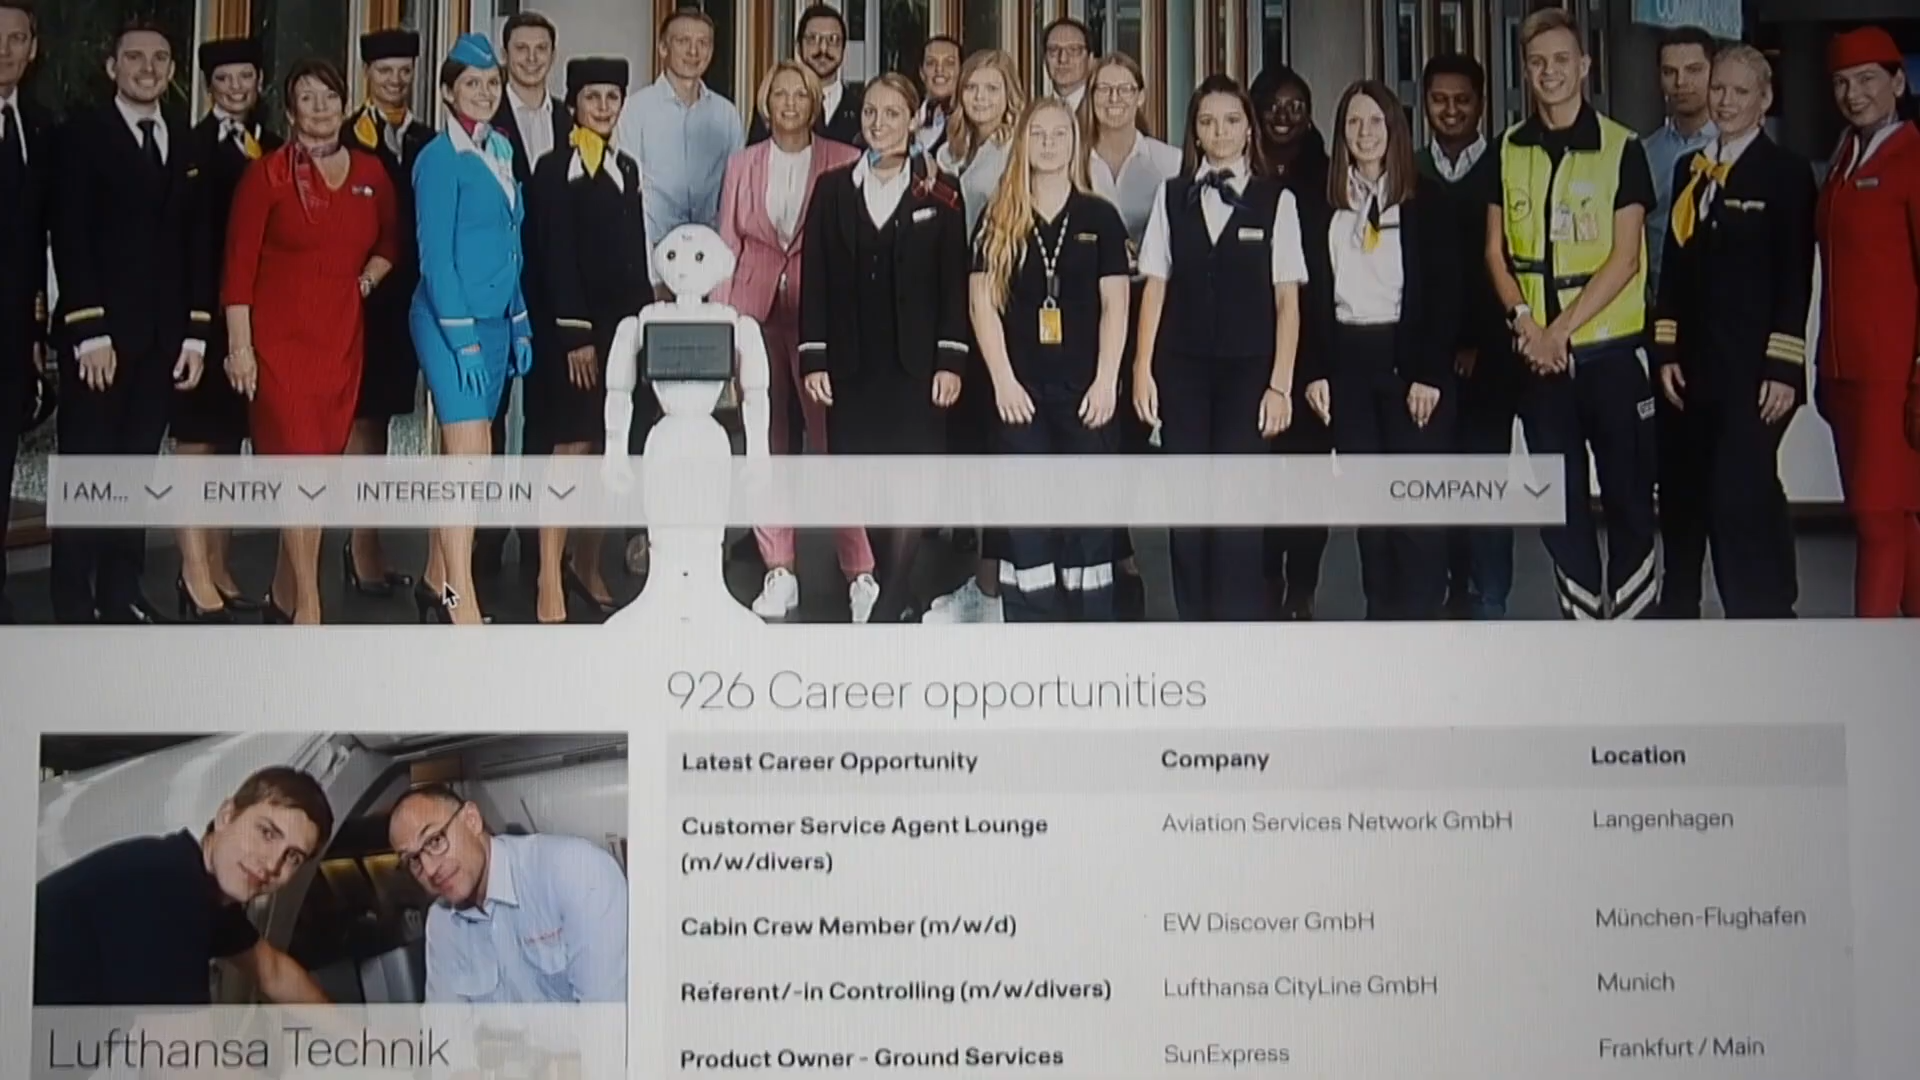 I AM... ENTRY INTERESTED IN COMPANY
926 Career opportunities
Latest Career Opportunity Company Location
Customer Service Agent Lounge Aviation Services Network GmbH Langenhagen
(m/w/divers)
Cabin Crew Member (m/w/d) EW Discover GmbH München-Flughafen
Referent/-in Controlling (m/w/divers) Lufthansa CityLine GmbH Munich
Product Owner - Ground Services SunExpress Frankfurt / Main
Lufthansa Technik